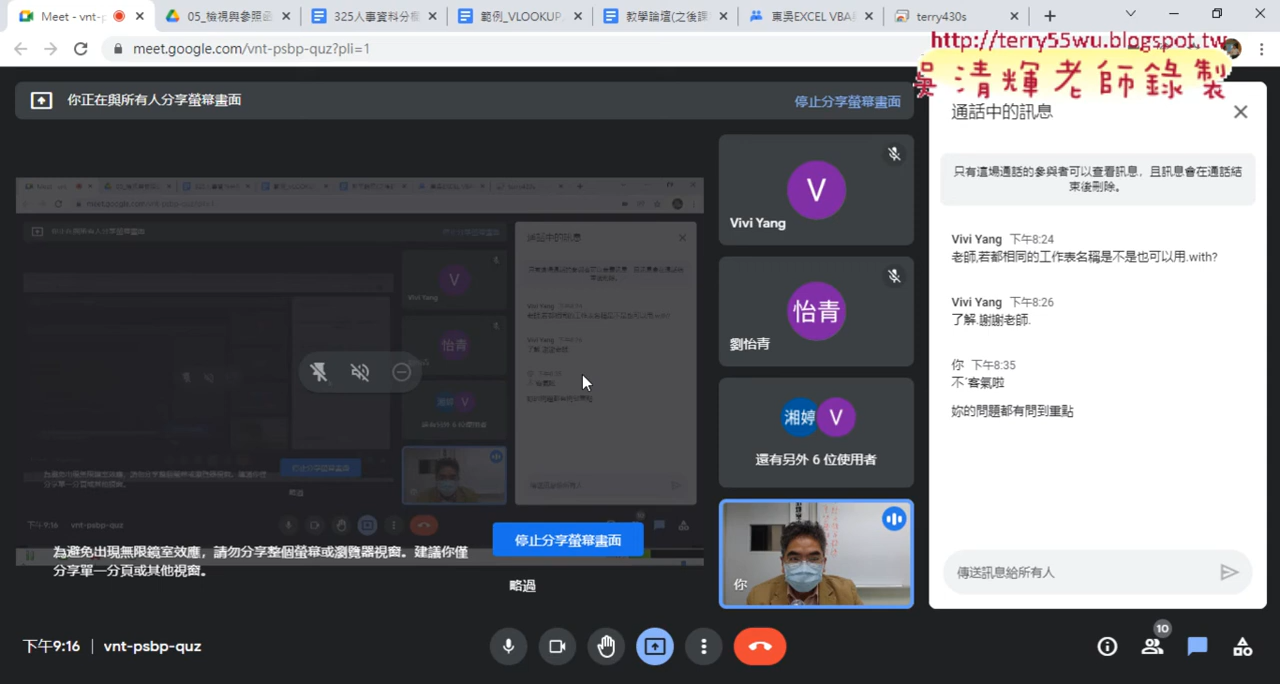 Meet - vnt-
05_檢視與參照函
325人事資料分析
範例_VLOOKUP
教學論壇(之後課
東吳EXCEL VBA
terry430s
meet.google.com/vnt-psbp-quz?pli=1
http://terry55wu.blogspot.tw
吳清輝老師錄製
你正在與所有人分享螢幕畫面
停止分享螢幕畫面
通話中的訊息
只有這場通話的參與者可以查看訊息，且訊息會在通話結束後刪除。
V
Vivi Yang
怡青
劉怡青
湘婷 V
還有另外 6 位使用者
你
Vivi Yang 下午8:24
老師,若都相同的工作表名稱是不是也可以用.with?
Vivi Yang 下午8:26
了解.謝謝老師.
你 下午8:35
不ˊ客氣啦
妳的問題都有問到重點
為避免出現無限鏡室效應，請勿分享整個螢幕或瀏覽器視窗。建議你僅
分享單一分頁或其他視窗。
停止分享螢幕畫面
略過
傳送訊息給所有人
下午9:16 | vnt-psbp-quz
10